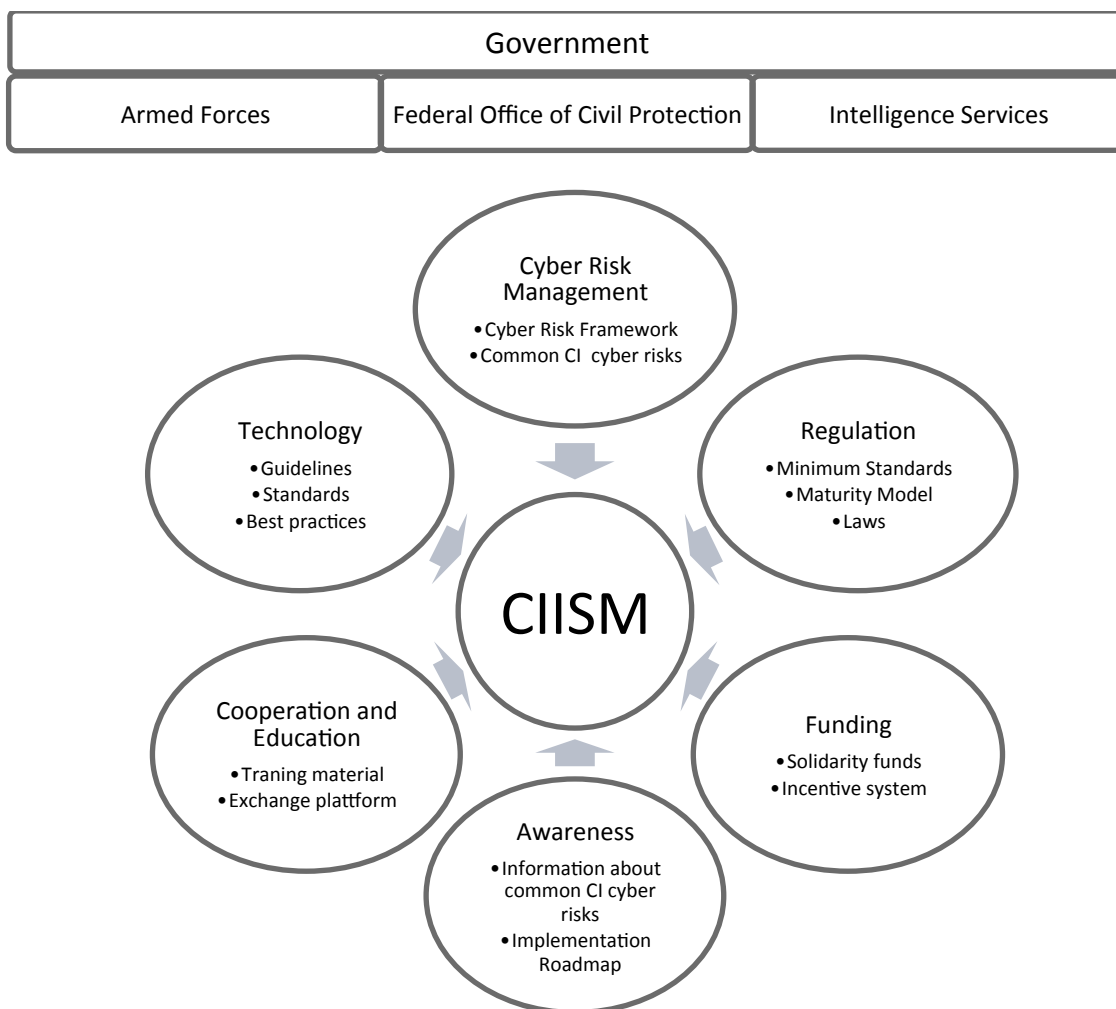 Government
Armed Forces
Federal Office of Civil Protection
Intelligence Services
Cyber Risk
Management
•Cyber Risk Framework
•Common CI cyber risks
Technology
•Guidelines
•Standards
•Best practices
Regulation
•Minimum Standards
•Maturity Model
•Laws
CIISM
Cooperation and
Education
•Traning material
•Exchange plattform
Funding
•Solidarity funds
•Incentive system
Awareness
•Information about
common CI cyber
risks
•Implementation
Roadmap